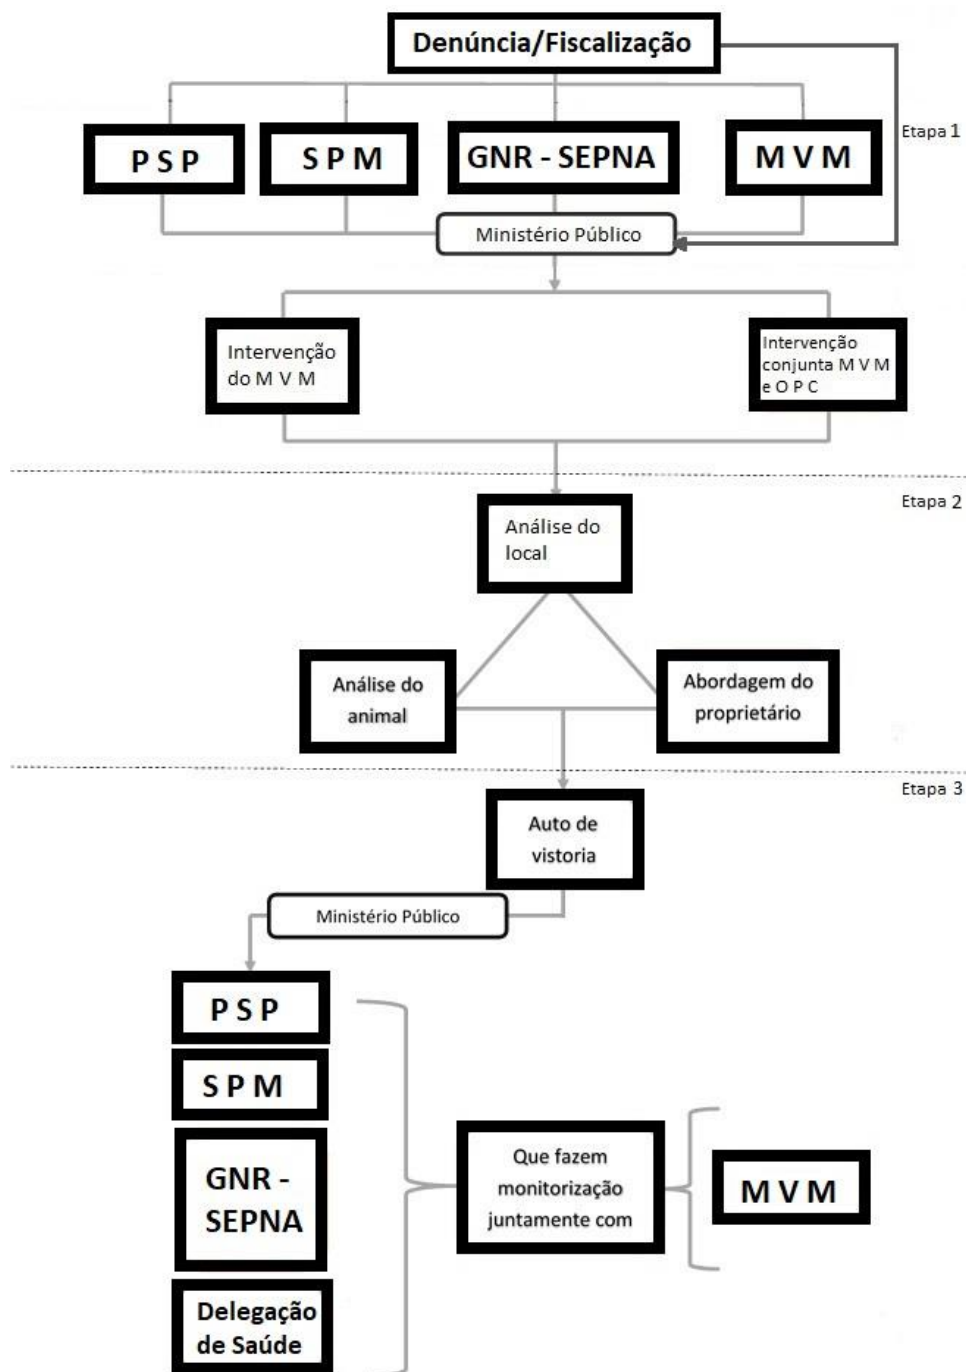 Denúncia/Fiscalização
Etapa 1
P S P
S P M
GNR - SEPNA
M V M
Ministério Público
Intervenção
do M V M
Intervenção
conjunta M V M
e O P C
Etapa 2
Análise do
local
Análise do
animal
Abordagem do
proprietário
Etapa 3
Auto de
vistoria
Ministério Público
P S P
S P M
GNR -
SEPNA
Delegação
de Saúde
Que fazem
monitorização
juntamente com
M V M